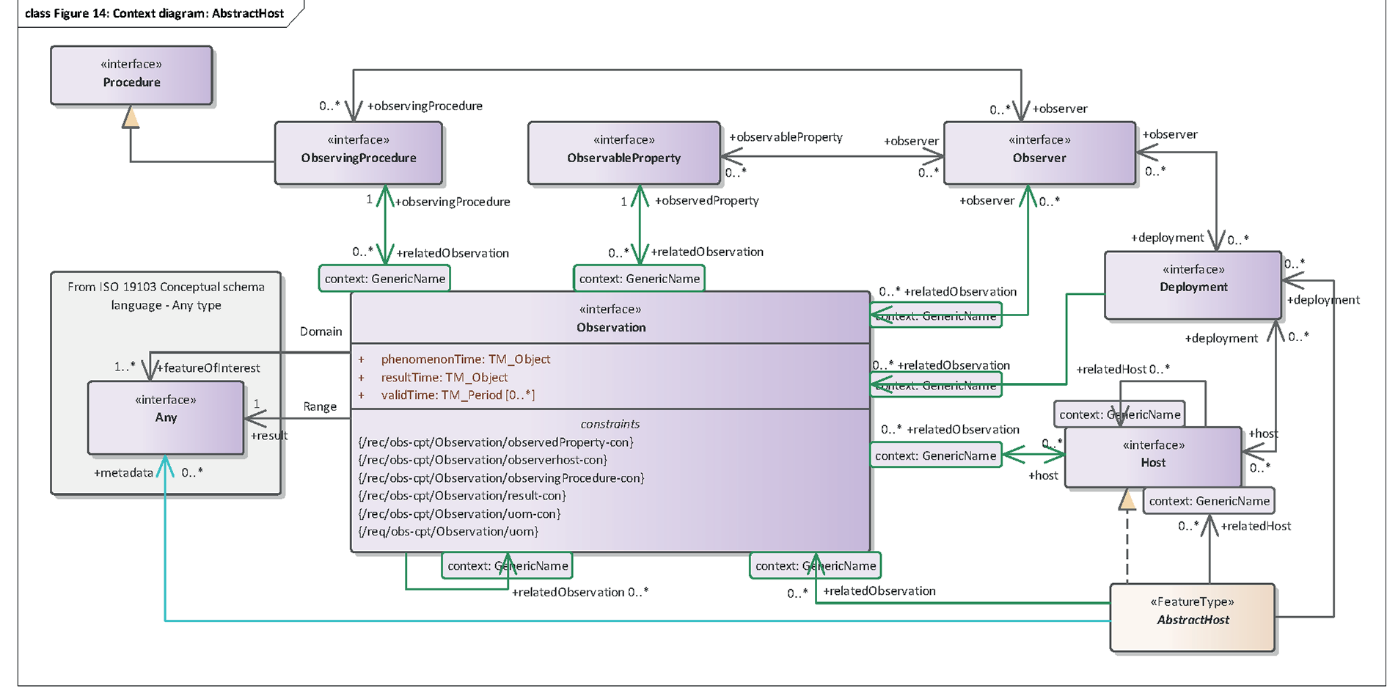 class Figure 14: Context diagram: AbstractHost
«interface»
Procedure
0..*
+observingProcedure
0..*
+observer
«interface»
ObservingProcedure
«interface»
ObservableProperty
+observableProperty
0..*
+observer
0..*
«interface»
Observer
+observer
0..*
1
+observingProcedure
1
+observedProperty
+observer
0..*
0..*
+relatedObservation
0..*
+relatedObservation
+deployment
0..*
context: GenericName
context: GenericName
«interface»
Deployment
0..*
+deployment
From ISO 19103 Conceptual schema
language - Any type
0..* +relatedObservation
context: GenericName
«interface»
Observation
+ phenomenonTime: TM_Object
+ resultTime: TM_Object
+ validTime: TM_Period [0..*]
constraints
{/rec/obs-cpt/Observation/observedProperty-con}
{/rec/obs-cpt/Observation/observerhost-con}
{/rec/obs-cpt/Observation/observingProcedure-con}
{/rec/obs-cpt/Observation/result-con}
{/rec/obs-cpt/Observation/uom-con}
{/req/obs-cpt/Observation/uom}
Domain
1..*
+featureOfInterest
«interface»
Any
Range
1
+result
+metadata
0..*
0..* +relatedObservation
context: GenericName
+deployment
0..*
+relatedHost 0..*
context: GenericName
0..* +relatedObservation
context: GenericName
0..*
+host
«interface»
Host
+host
0..*
context: GenericName
0..*
+relatedHost
context: GenericName
+relatedObservation 0..*
context: GenericName
0..*
+relatedObservation
«FeatureType»
AbstractHost